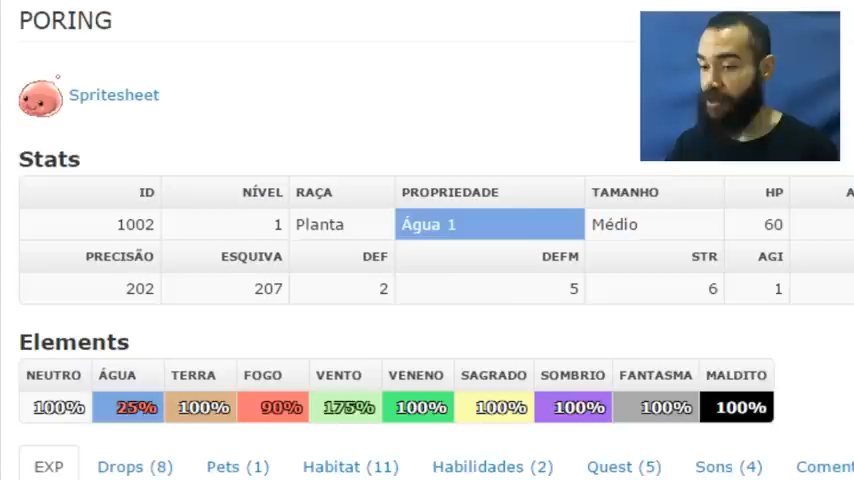 PORING
Spritesheet
Stats
ID NÍVEL RAÇA PROPRIEDADE TAMANHO HP A
1002 1 Planta Água 1 Médio 60
PRECISÃO ESQUIVA DEF DEFM STR AGI
202 207 2 5 6 1
Elements
NEUTRO ÁGUA TERRA FOGO VENTO VENENO SAGRADO SOMBRIO FANTASMA MALDITO
100% 25% 100% 90% 175% 100% 100% 100% 100% 100%
EXP Drops (8) Pets (1) Habitat (11) Habilidades (2) Quest (5) Sons (4) Coment